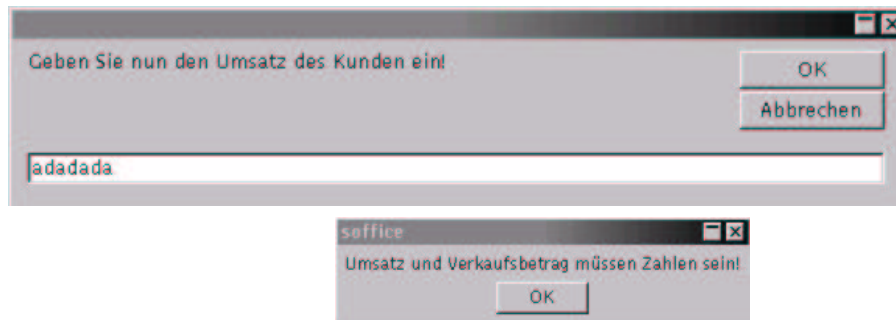 Geben Sie nun den Umsatz des Kunden ein!
OK
Abbrechen
adadada
soffice
Umsatz und Verkaufsbetrag müssen Zahlen sein!
OK